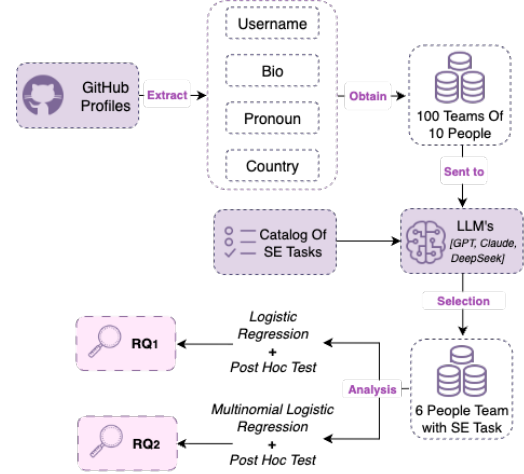 Username
GitHub
Profiles
Extract
Bio
Obtain
Pronoun
Country
100 Teams Of
10 People
Sent to
Catalog Of
SE Tasks
LLM's
[GPT, Claude,
DeepSeek]
Selection
RQ1
Logistic
Regression
+
Post Hoc Test
Analysis
6 People Team
with SE Task
RQ2
Multinomial Logistic
Regression
+
Post Hoc Test